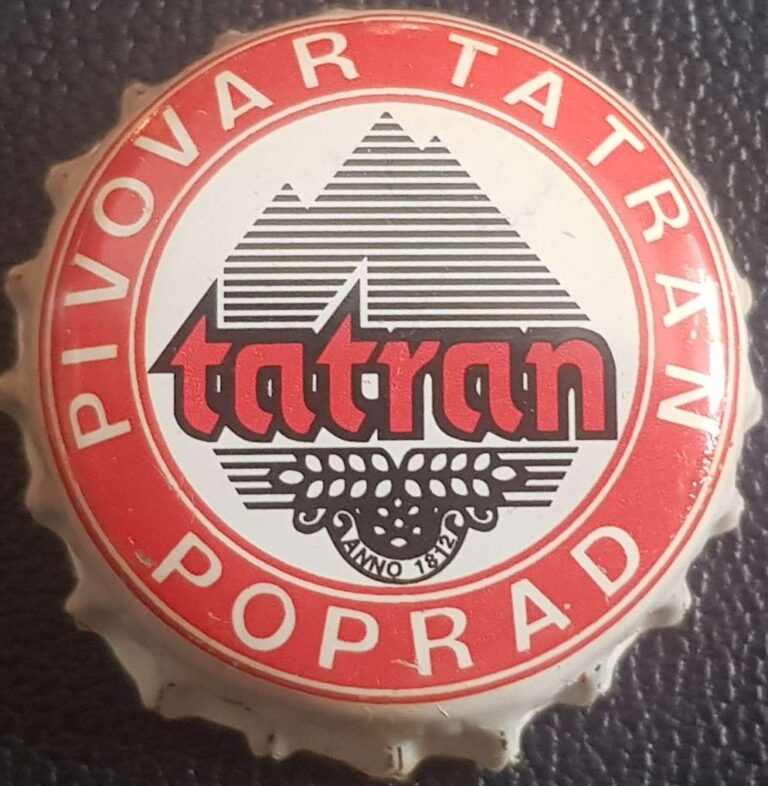 PIVOVAR TATRAN
tatran
ANNO 1812
POPRAD